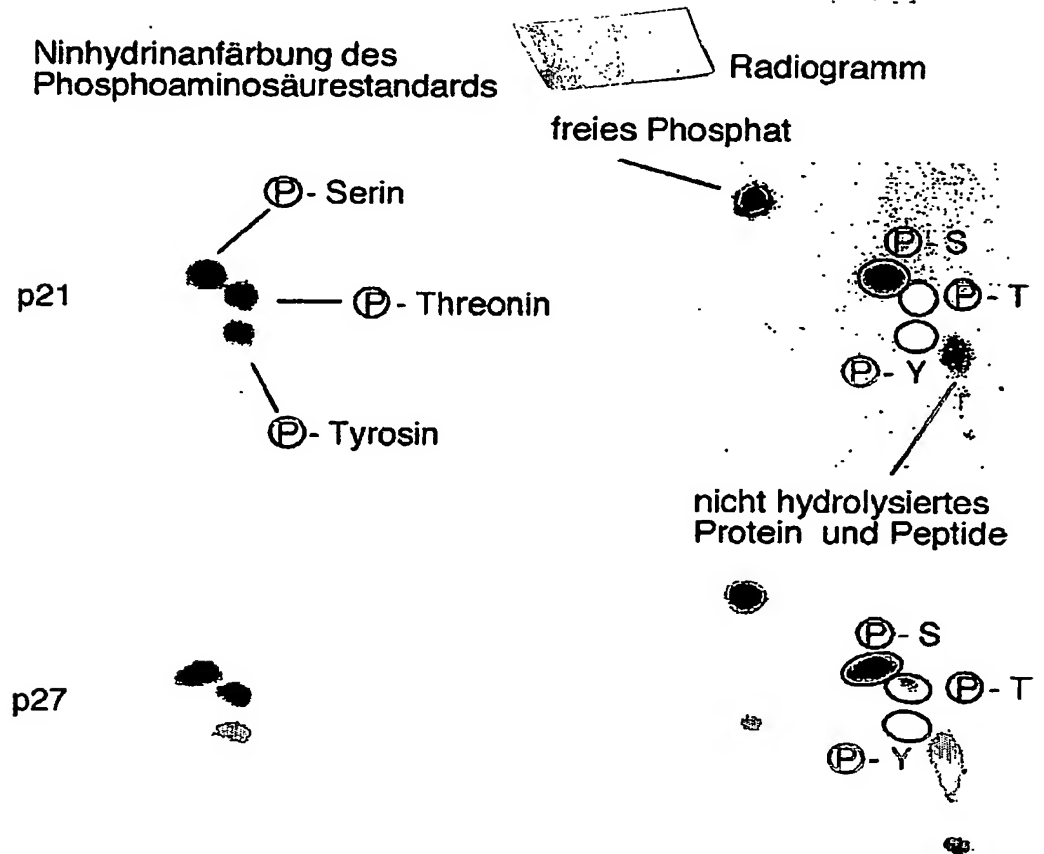 Ninhydrinanfärbung des
Phosphoaminosäurestandards
Radiogramm
freies Phosphat
p21
P - Serin
P - Threonin
P - Tyrosin
P - S
P - T
P - Y
nicht hydrolysiertes
Protein und Peptide
p27
P - S
P - T
P - Y